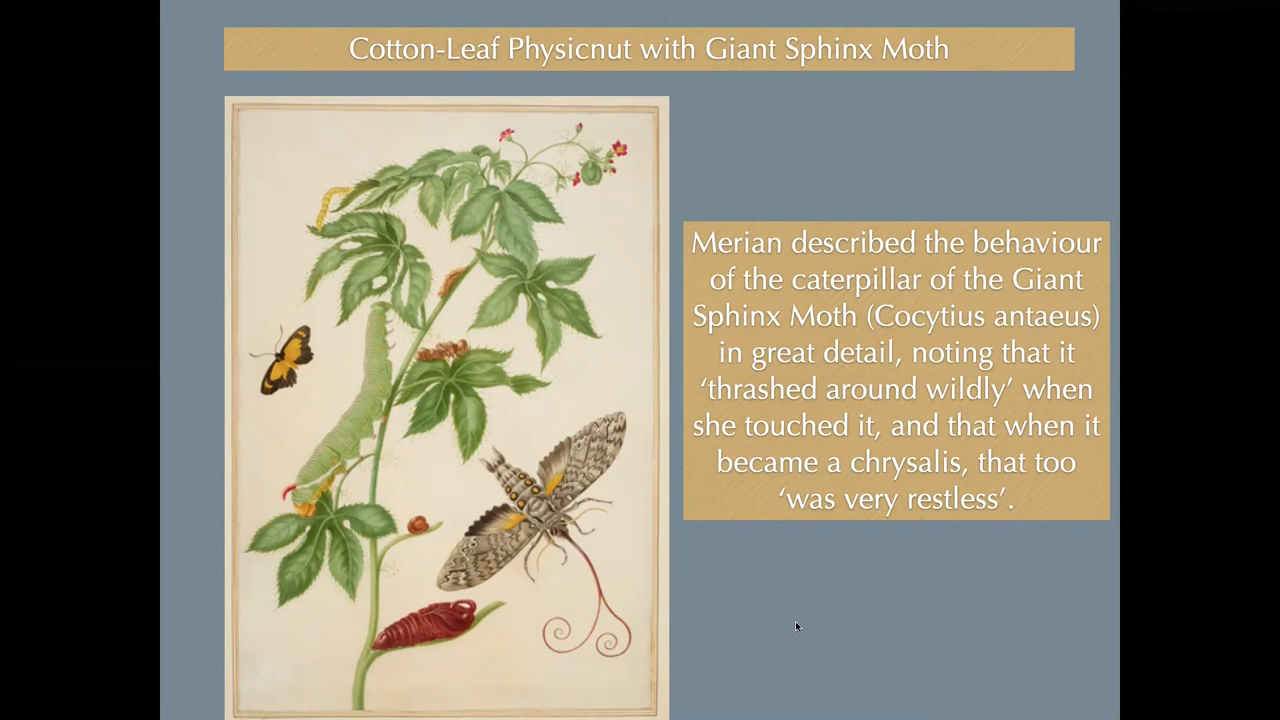 Cotton-Leaf Physicnut with Giant Sphinx Moth
Merian described the behaviour
of the caterpillar of the Giant
Sphinx Moth (Cocytius antaeus)
in great detail, noting that it
‘thrashed around wildly’ when
she touched it, and that when it
became a chrysalis, that too
‘was very restless’.